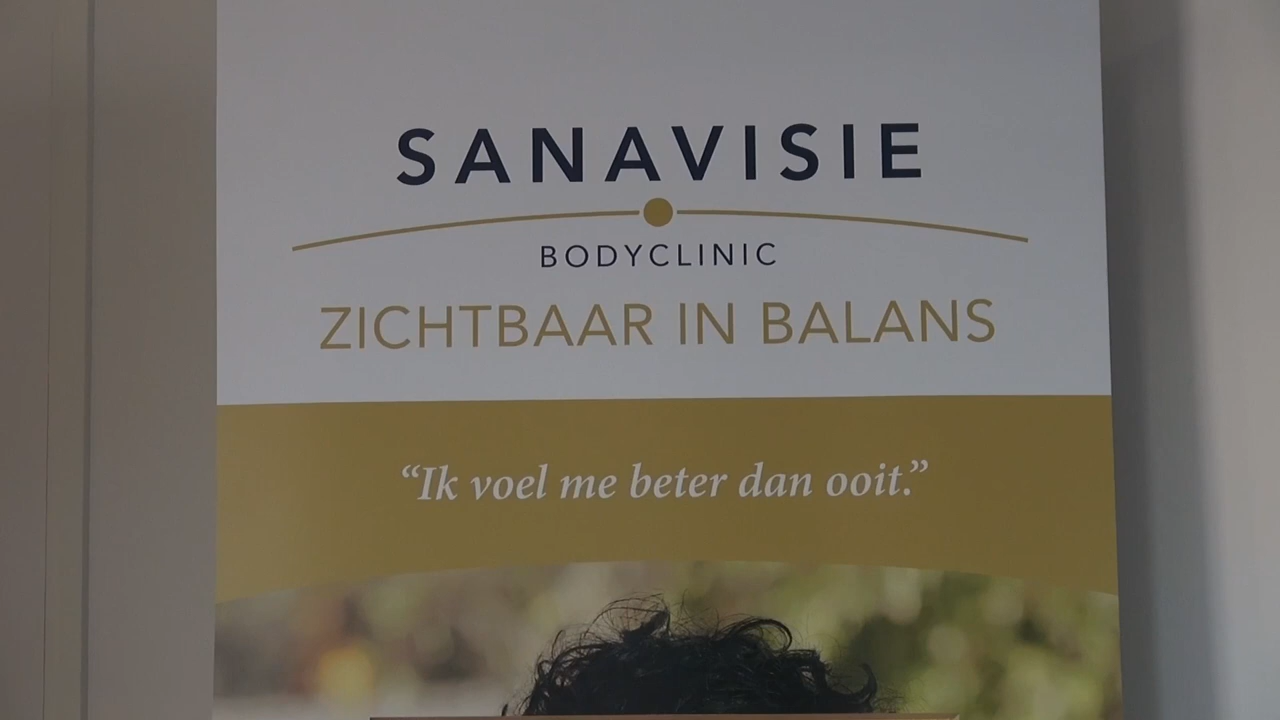 SANAVISIE
BODYCLINIC
ZICHTBAAR IN BALANS
“Ik voel me beter dan ooit.”